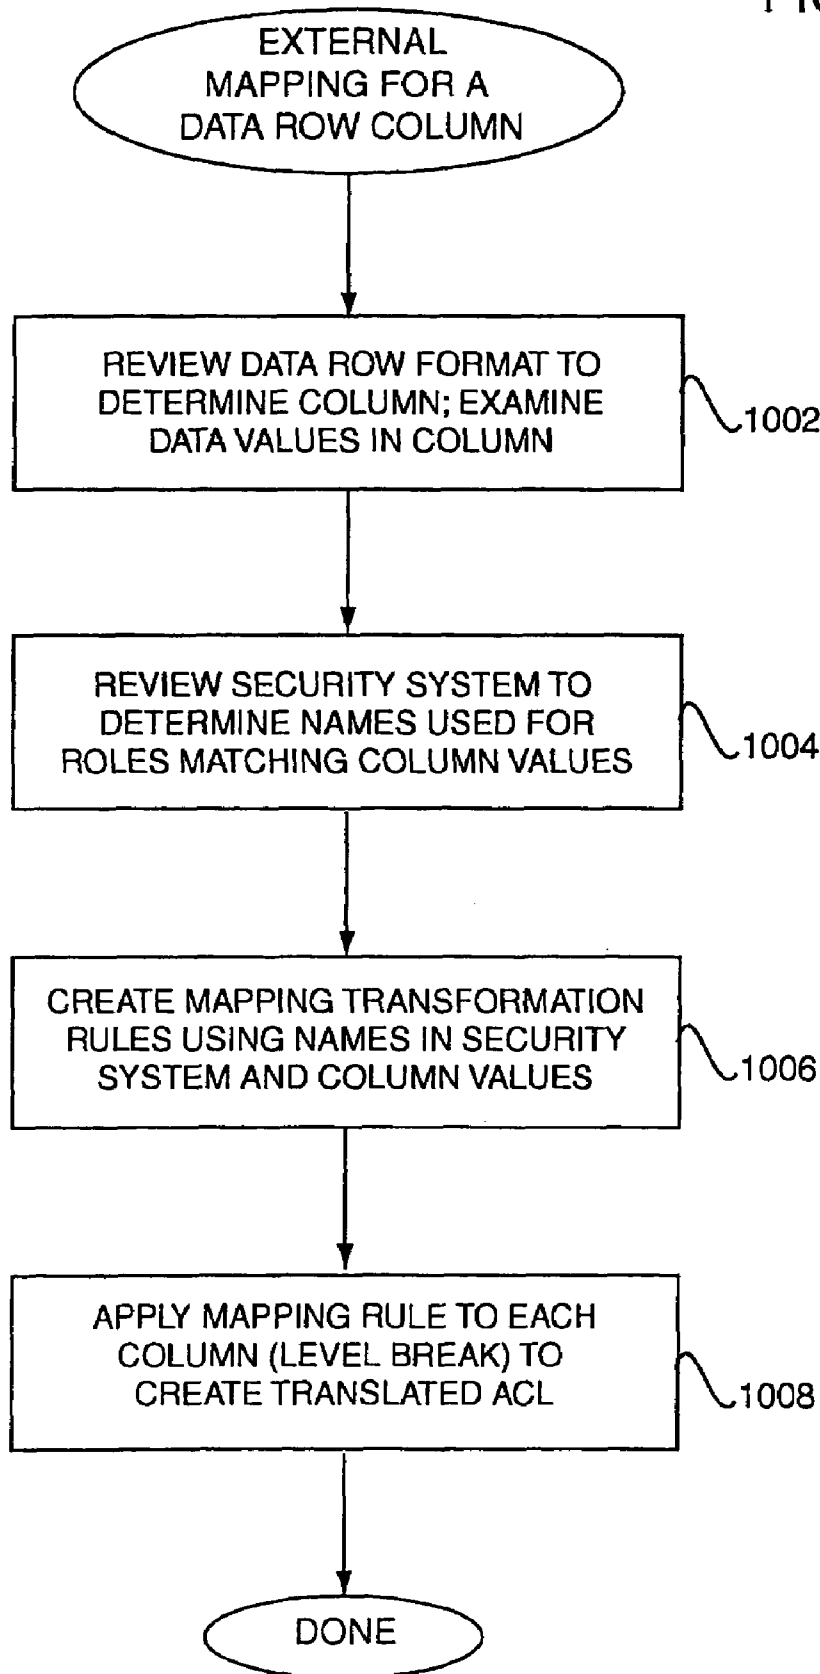 EXTERNAL
MAPPING FOR A
DATA ROW COLUMN
REVIEW DATA ROW FORMAT TO
DETERMINE COLUMN; EXAMINE
DATA VALUES IN COLUMN
1002
REVIEW SECURITY SYSTEM TO
DETERMINE NAMES USED FOR
ROLES MATCHING COLUMN VALUES
1004
CREATE MAPPING TRANSFORMATION
RULES USING NAMES IN SECURITY
SYSTEM AND COLUMN VALUES
1006
APPLY MAPPING RULE TO EACH
COLUMN (LEVEL BREAK) TO
CREATE TRANSLATED ACL
1008
DONE